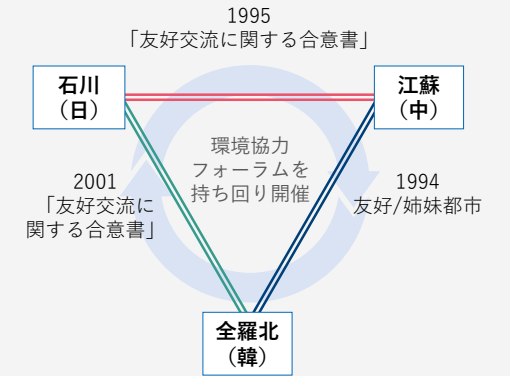 1995
「友好交流に関する合意書」
石川
（日）
江蘇
（中）
環境協力
フォーラムを
持ち回り開催
2001
「友好交流に
関する合意書」
1994
友好/姉妹都市
全羅北
（韓）